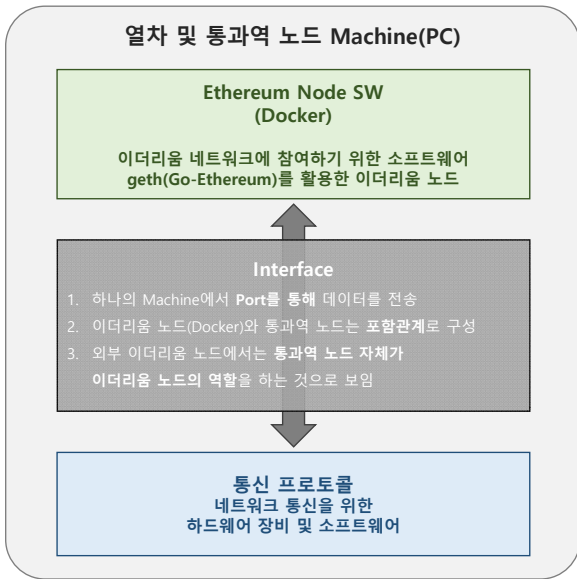 열차 및 통과역 노드 Machine(PC)
Ethereum Node SW
(Docker)
이더리움 네트워크에 참여하기 위한 소프트웨어
geth(Go-Ethereum)를 활용한 이더리움 노드
Interface
1. 하나의 Machine에서 Port를 통해 데이터를 전송
2. 이더리움 노드(Docker)와 통과역 노드는 포함관계로 구성
3. 외부 이더리움 노드에서는 통과역 노드 자체가
이더리움 노드의 역할을 하는 것으로 보임
통신 프로토콜
네트워크 통신을 위한
하드웨어 장비 및 소프트웨어